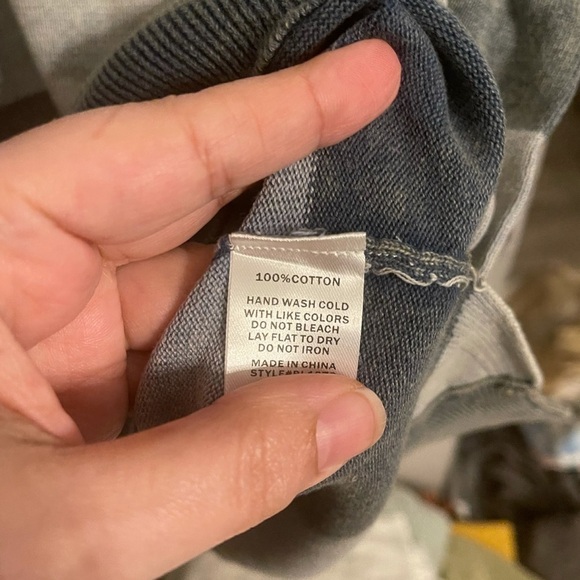 100%COTTON
HAND WASH COLD
WITH LIKE COLORS
DO NOT BLEACH
LAY FLAT TO DRY
DO NOT IRON
MADE IN CHINA